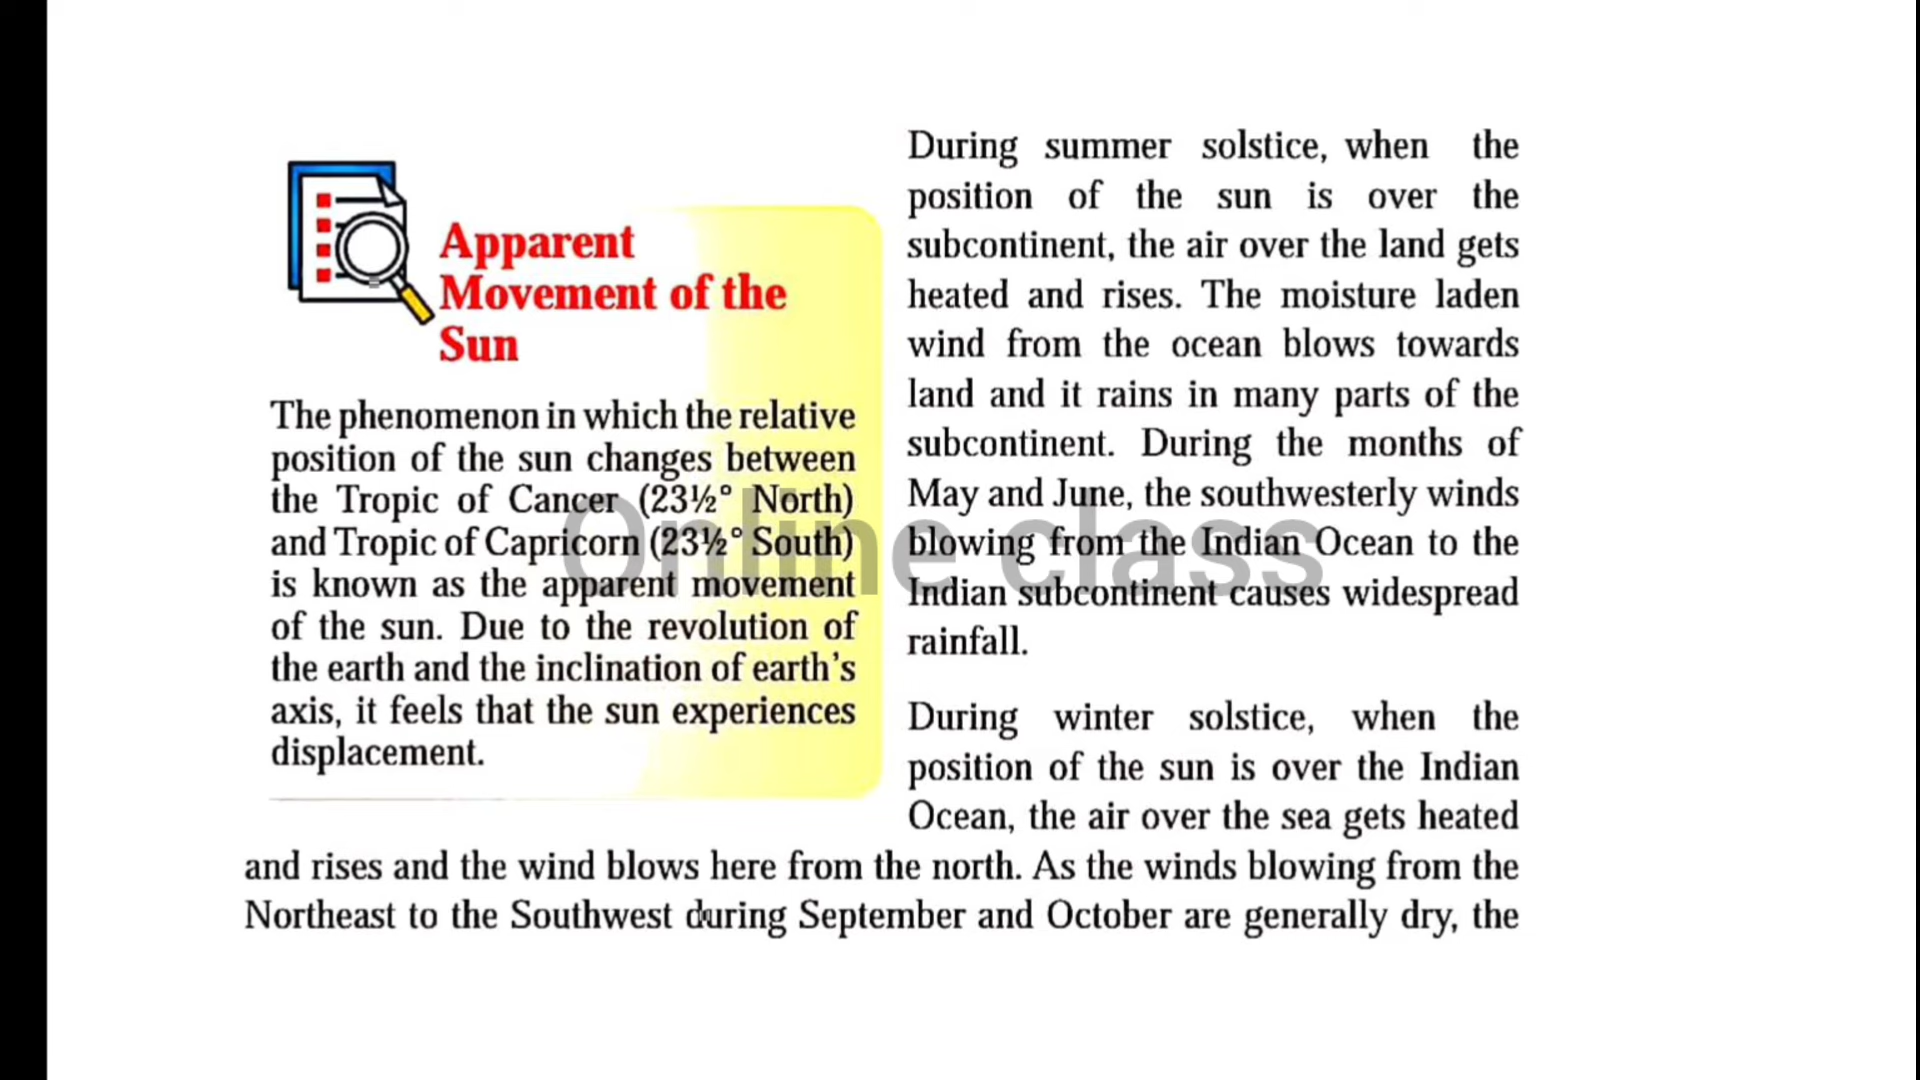 Apparent
Movement of the
Sun
The phenomenon in which the relative
position of the sun changes between
the Tropic of Cancer (23½° North)
and Tropic of Capricorn (23½° South)
is known as the apparent movement
of the sun. Due to the revolution of
the earth and the inclination of earth's
axis, it feels that the sun experiences
displacement.
During summer solstice, when the
position of the sun is over the
subcontinent, the air over the land gets
heated and rises. The moisture laden
wind from the ocean blows towards
land and it rains in many parts of the
subcontinent. During the months of
May and June, the southwesterly winds
blowing from the Indian Ocean to the
Indian subcontinent causes widespread
rainfall.
During winter solstice, when the
position of the sun is over the Indian
Ocean, the air over the sea gets heated
and rises and the wind blows here from the north. As the winds blowing from the
Northeast to the Southwest during September and October are generally dry, the
Online class